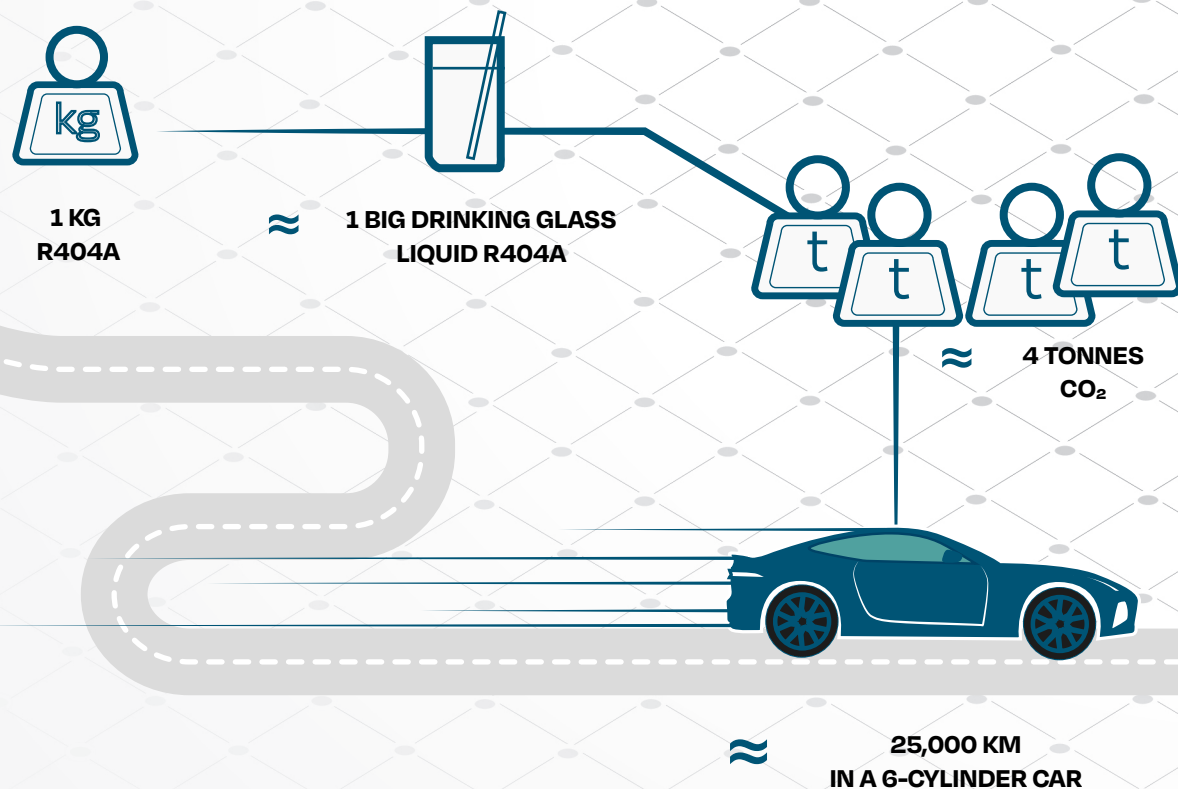 kg
1 KG
R404A
≈
1 BIG DRINKING GLASS
LIQUID R404A
t
t
t
t
≈
4 TONNES
CO₂
≈
25,000 KM
IN A 6-CYLINDER CAR